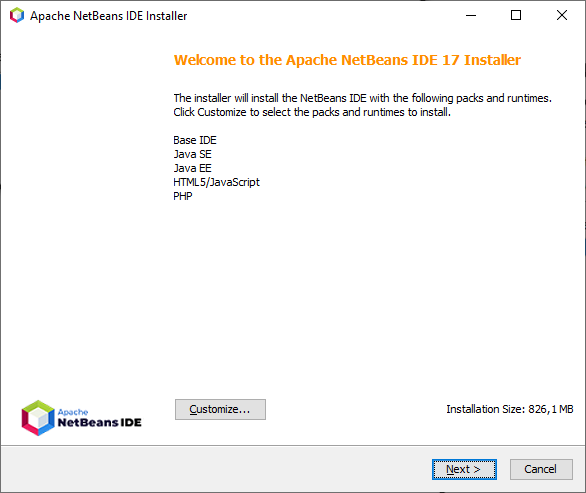 Apache NetBeans IDE Installer
Welcome to the Apache NetBeans IDE 17 Installer
The installer will install the NetBeans IDE with the following packs and runtimes.
Click Customize to select the packs and runtimes to install.
Base IDE
Java SE
Java EE
HTML5/JavaScript
PHP
Apache
NetBeans IDE
Customize...
Installation Size: 826,1 MB
Next >
Cancel